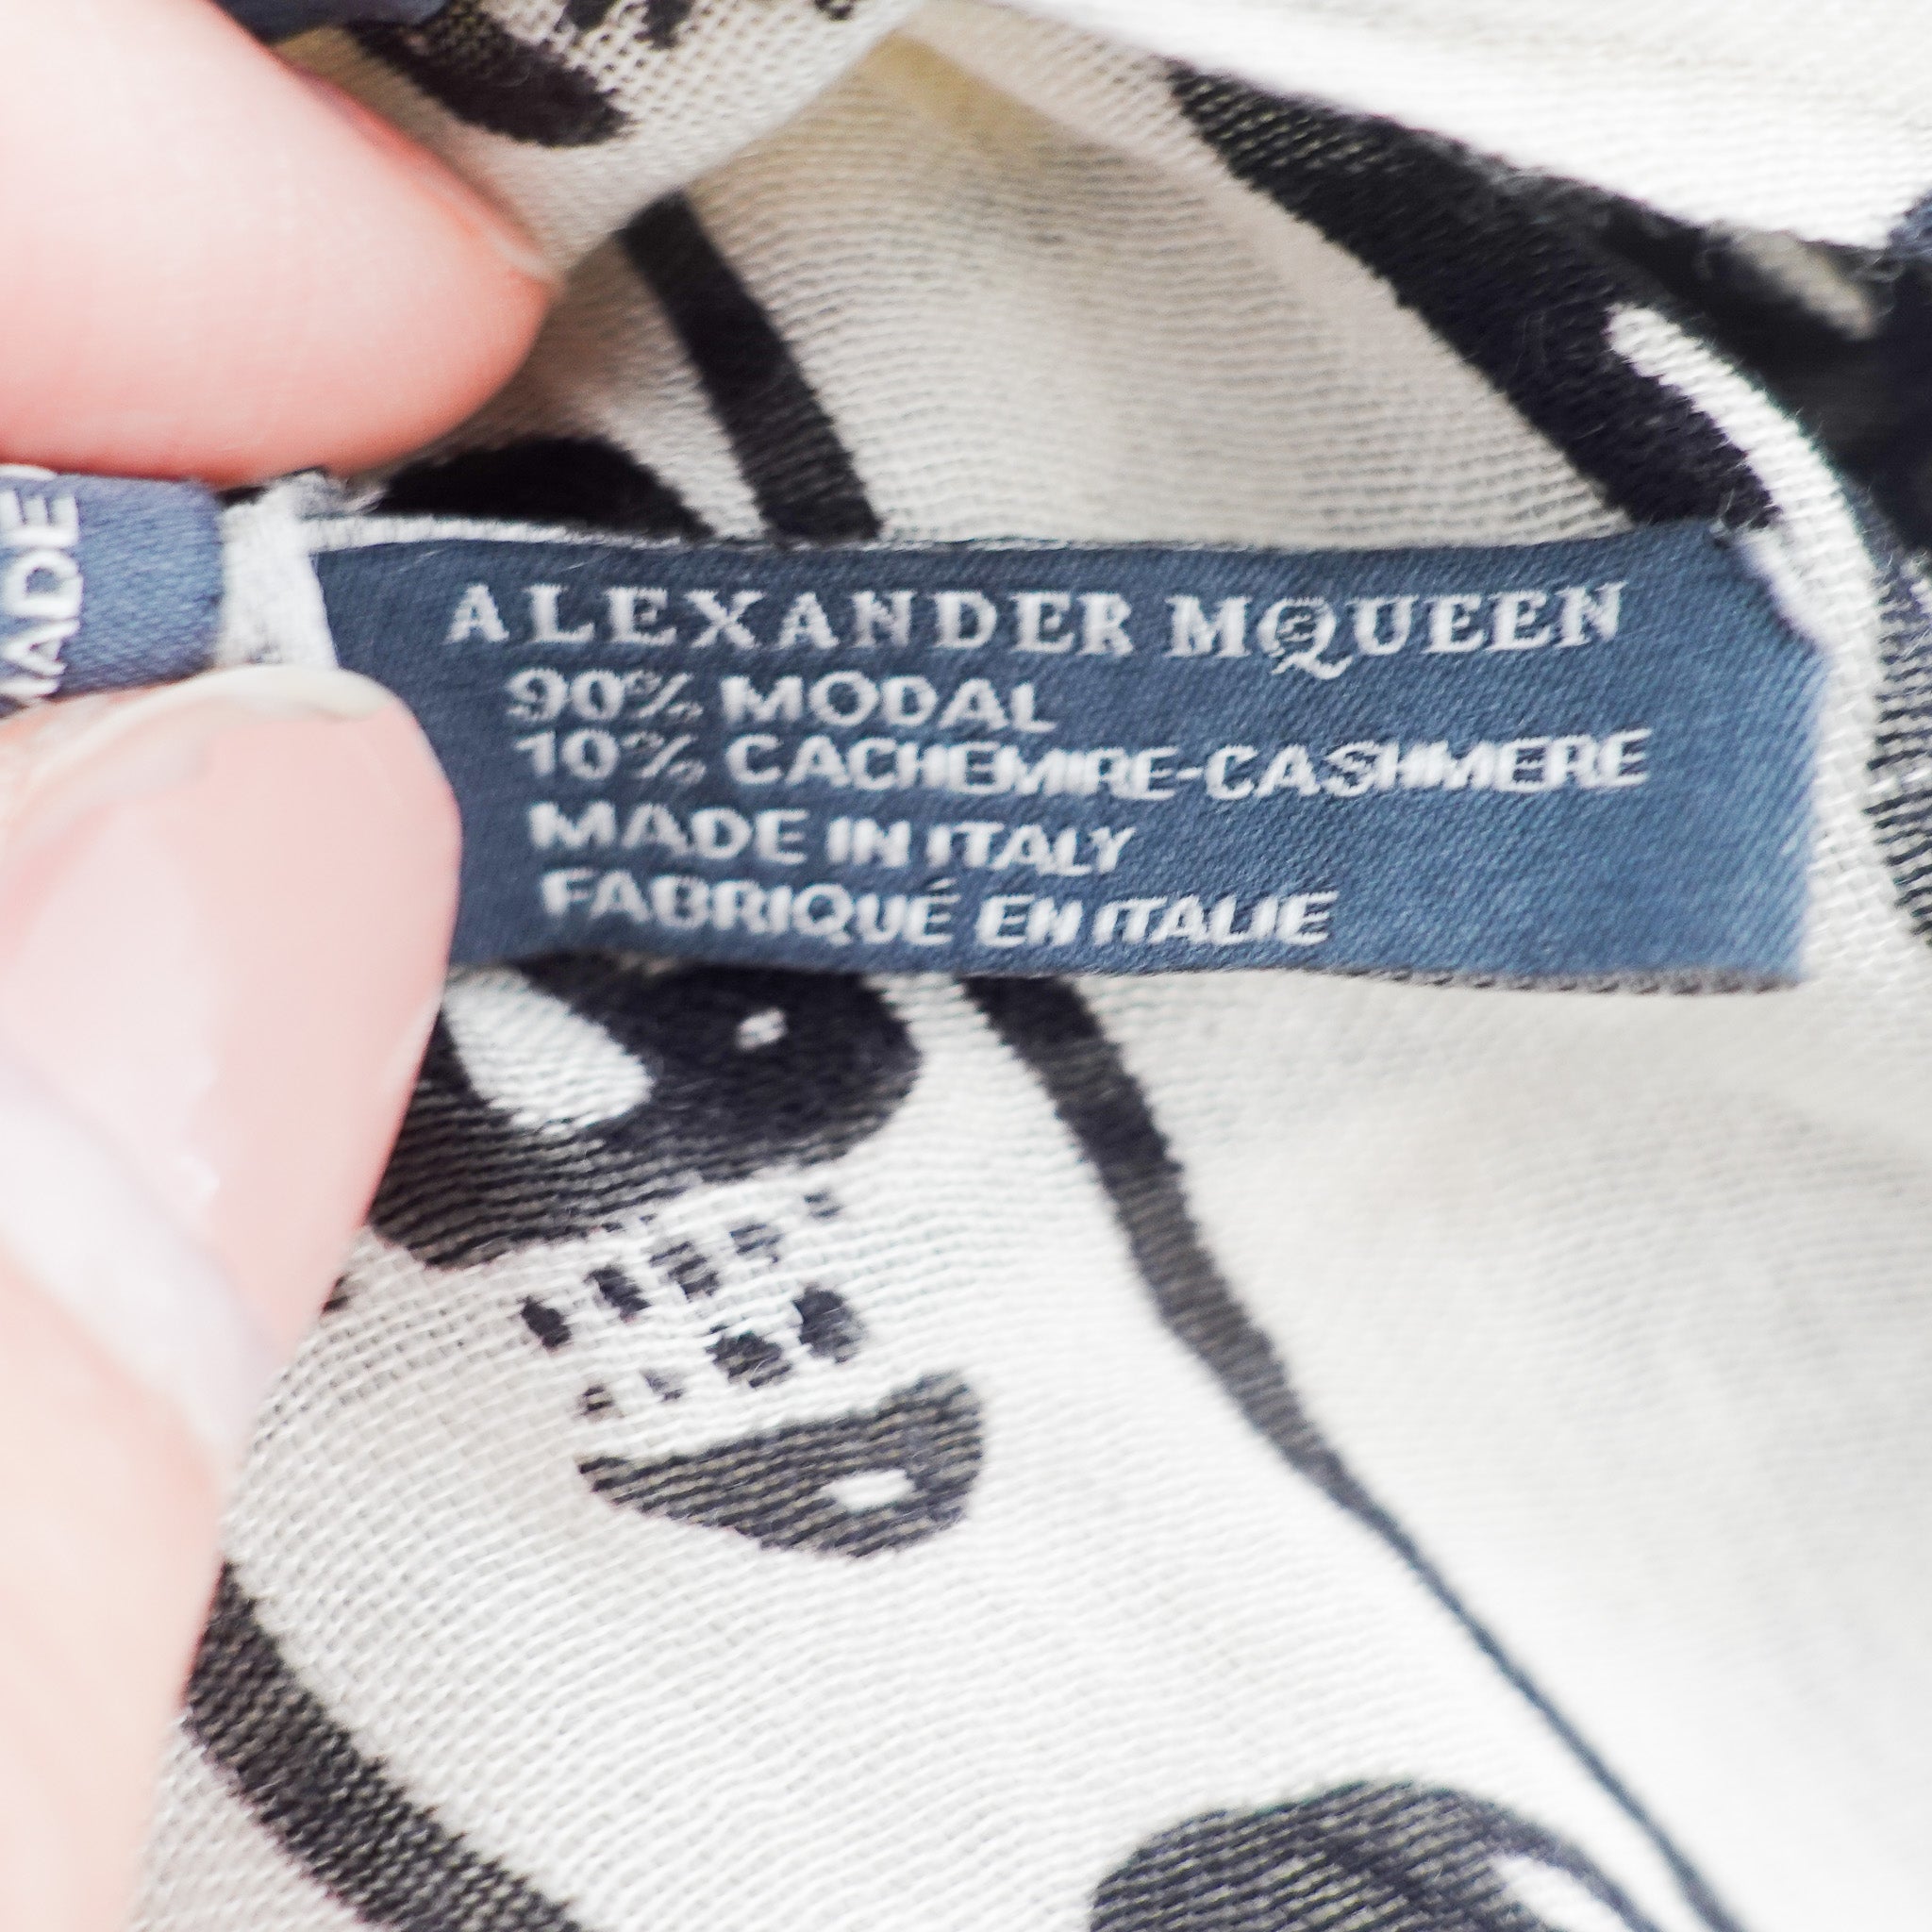 MADE
ALEXANDER MQUEEN
90% MODAL
10% CACHEMIRE-CASHMERE
MADE IN ITALY
FABRIQUÉ EN ITALIE